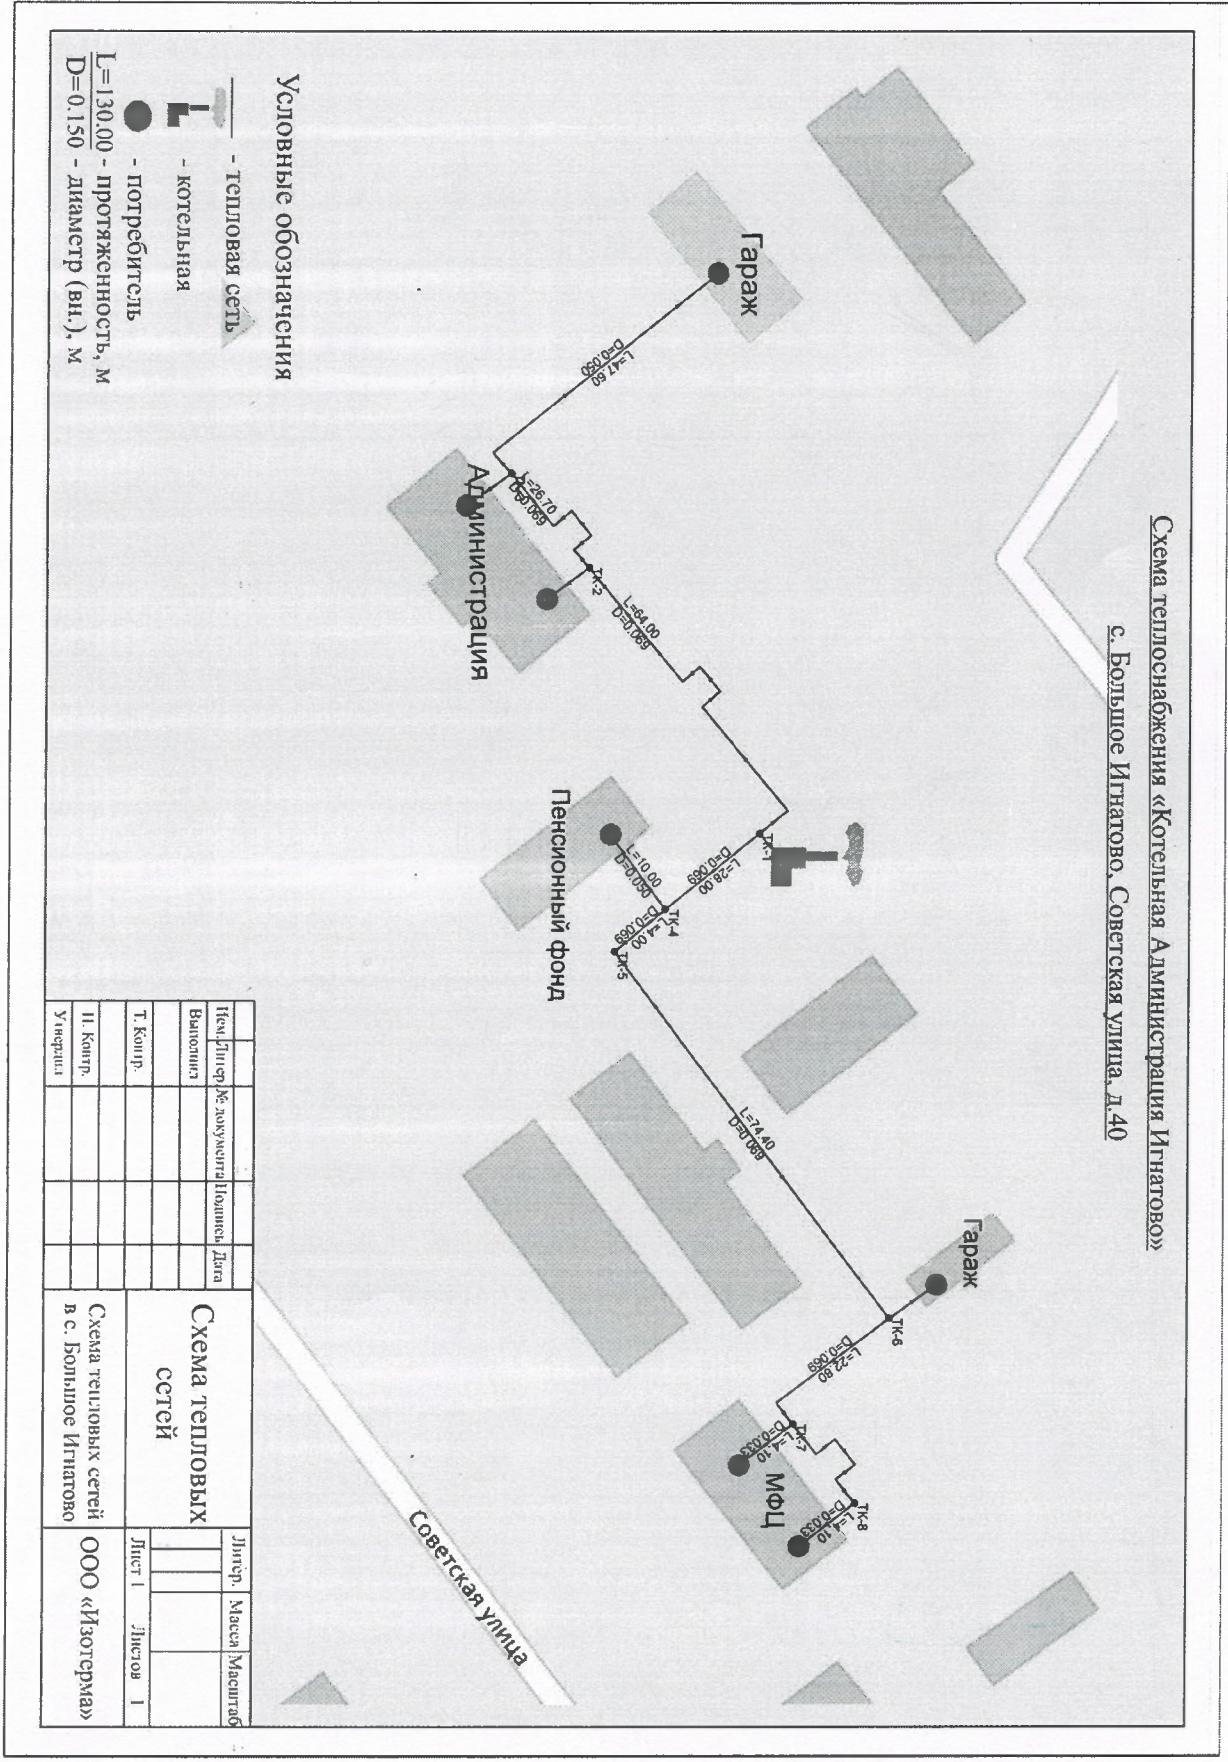 Схема теплоснабжения «Котельная Администрация Игнатово»
с. Большое Игнатово, Советская улица, д.40
Гараж
L=47.60
D=0.050
Администрация
L=26.70
D=0.069
ТК-2
L=64.00
D=0.069
ТК-1
L=28.00
D=0.069
ТК-4
L=10.00
D=0.050
Пенсионный фонд
L=4.00
D=0.069
ТК-5
L=74.40
D=0.069
Гараж
ТК-6
L=22.80
D=0.069
ТК-7
L=4.10
D=0.033
МФЦ
ТК-8
L=4.10
D=0.033
Советская улица
Условные обозначения
- тепловая сеть
- котельная
- потребитель
L=130.00 - протяженность, м
D=0.150 - диаметр (вн.), м
Изм. Литер № документа Подпись Дата
Выполнил
Т. Контр.
Н. Контр.
Утвердил
Схема тепловых
сетей
Схема тепловых сетей
в с. Большое Игнатово
Литер. Масса Масштаб
Лист 1 Листов 1
ООО «Изотерма»